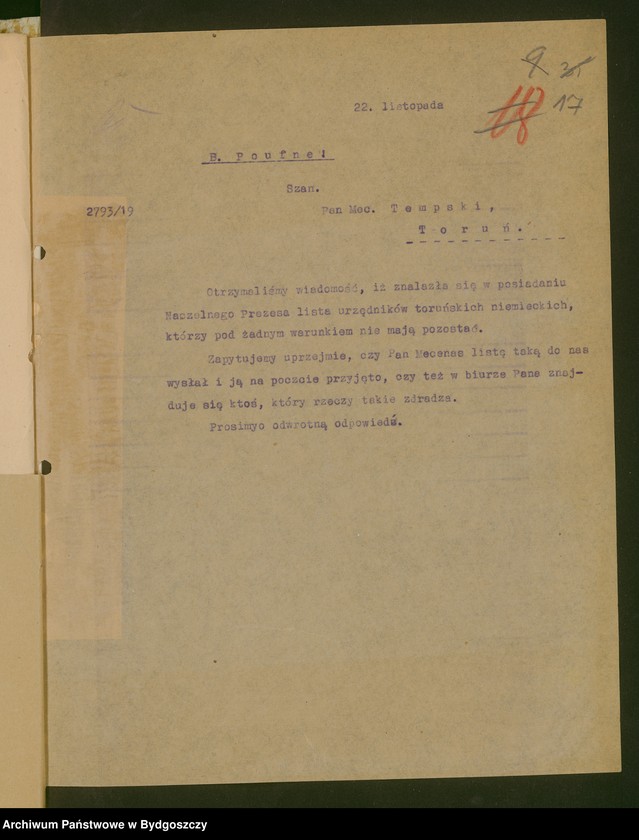 9 35
22. listopada
18 17
B. Poufne!
Szan.
2793/19
Pan Mec. Tempski,
Toruń.
Otrzymaliśmy wiadomość, iż znalazła się w posiadaniu
Naczelnego Prezesa lista urzędników toruńskich niemieckich,
którzy pod żadnym warunkiem nie mają pozostać.
Zapytujemy uprzejmie, czy Pan Mecenas listę taką do nas
wysłał i ją na poczcie przyjęto, czy też w biurze Pana znaj-
duje się ktoś, który rzeczy takie zdradza.
Prosimyo odwrotną odpowiedź.
Archiwum Państwowe w Bydgoszczy